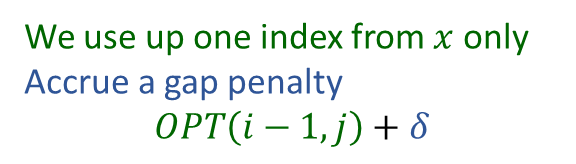 We use up one index from 𝑥 only
Accrue a gap penalty
𝑂𝑃𝑇(𝑖 − 1, 𝑗) + 𝛿